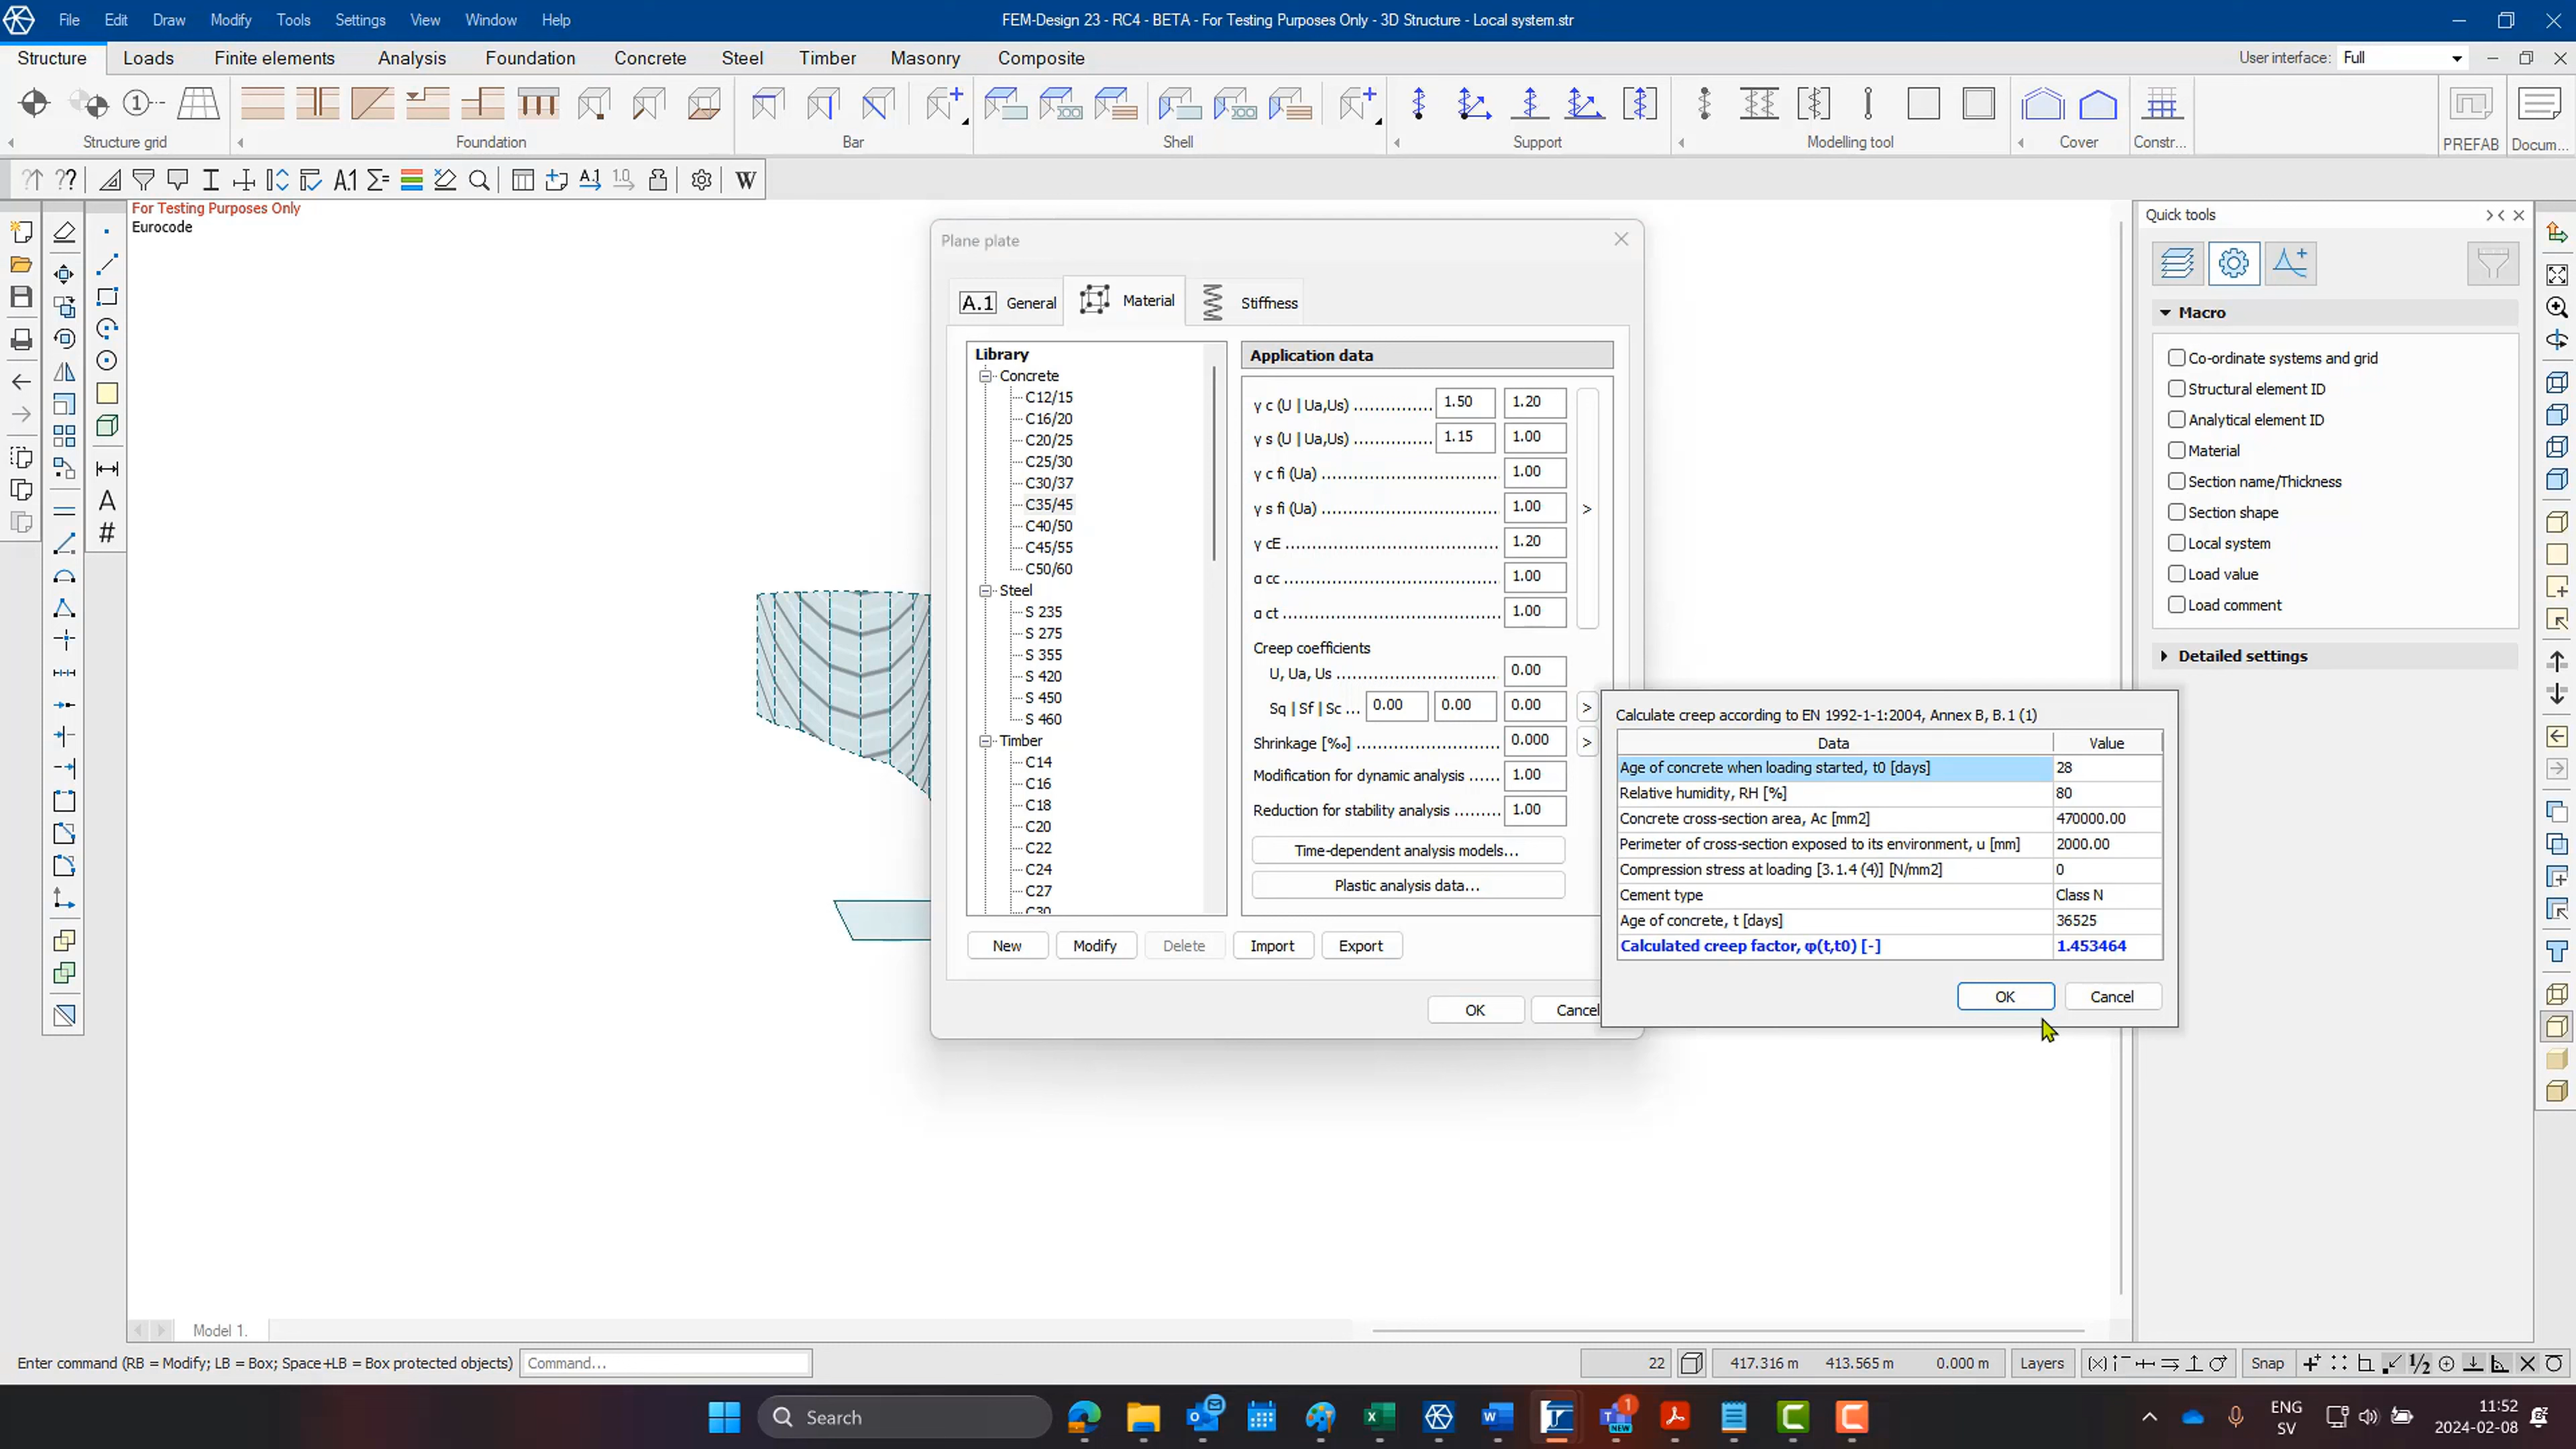 File Edit Draw Modify Tools Settings View Window Help
FEM-Design 23 - RC4 - BETA - For Testing Purposes Only - 3D Structure - Local system.str
Structure Loads Finite elements Analysis Foundation Concrete Steel Timber Masonry Composite
User interface: Full
Structure grid Foundation Bar Shell Support Modelling tool Cover Constr... PREFAB Docum...
For Testing Purposes Only
Eurocode
Plane plate
A.1 General Material Stiffness
Library
Concrete
C12/15
C16/20
C20/25
C25/30
C30/37
C35/45
C40/50
C45/55
C50/60
Steel
S 235
S 275
S 355
S 420
S 450
S 460
Timber
C14
C16
C18
C20
C22
C24
C27
C30
Application data
γ c (U | Ua,Us) .............. 1.50 1.20
γ s (U | Ua,Us) .............. 1.15 1.00
γ c fi (Ua) 1.00
γ s fi (Ua) 1.00 >
γ cE 1.20
α cc 1.00
α ct 1.00
Creep coefficients
U, Ua, Us 0.00
Sq | Sf | Sc ... 0.00 0.00 0.00 >
Shrinkage [‰] 0.000 >
Modification for dynamic analysis ..... 1.00
Reduction for stability analysis ....... 1.00
Time-dependent analysis models...
Plastic analysis data...
New Modify Delete Import Export
OK Cancel
Calculate creep according to EN 1992-1-1:2004, Annex B, B.1 (1)
Data Value
Age of concrete when loading started, t0 [days] 28
Relative humidity, RH [%] 80
Concrete cross-section area, Ac [mm2] 470000.00
Perimeter of cross-section exposed to its environment, u [mm] 2000.00
Compression stress at loading [3.1.4 (4)] [N/mm2] 0
Cement type Class N
Age of concrete, t [days] 36525
Calculated creep factor, φ(t,t0) [-] 1.453464
OK Cancel
Quick tools
Macro
Co-ordinate systems and grid
Structural element ID
Analytical element ID
Material
Section name/Thickness
Section shape
Local system
Load value
Load comment
Detailed settings
Model 1.
Enter command (RB = Modify; LB = Box; Space+LB = Box protected objects) Command...
22 417.316 m 413.565 m 0.000 m Layers Snap
Search
ENG
SV
11:52
2024-02-08